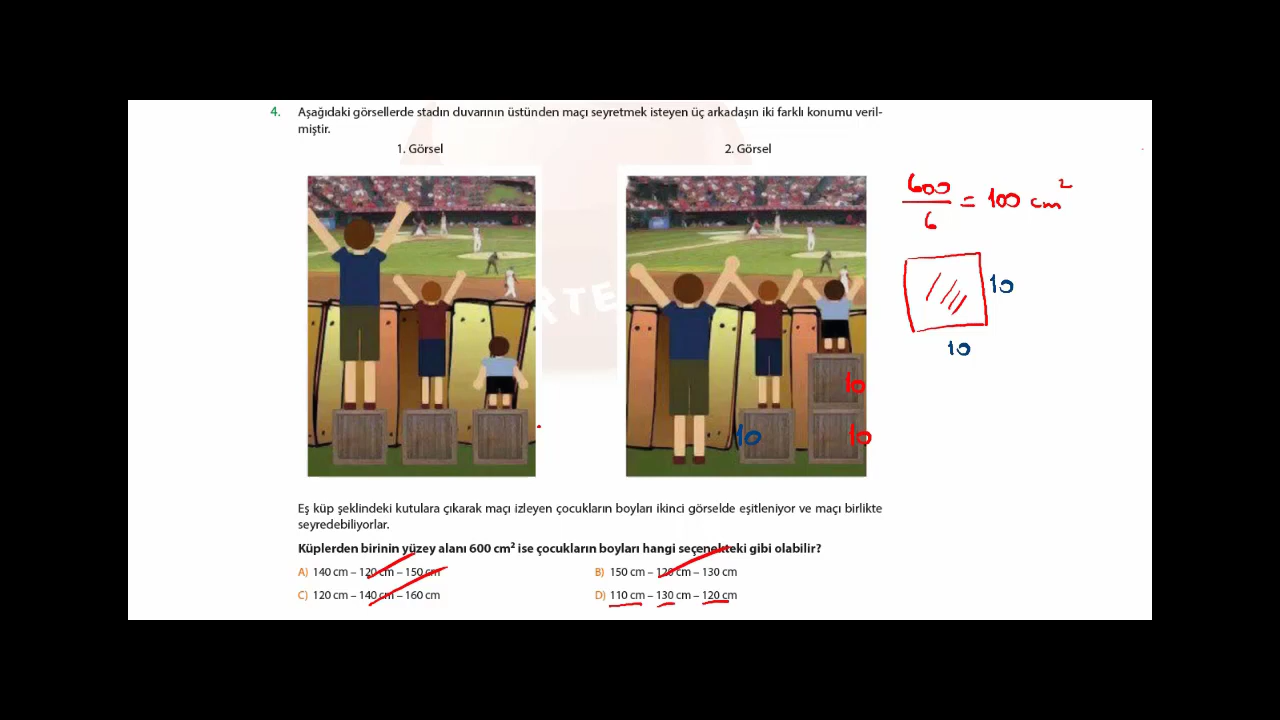 4. Aşağıdaki görsellerde stadın duvarının üstünden maçı seyretmek isteyen üç arkadaşın iki farklı konumu veril-
miştir.
1. Görsel
2. Görsel
600
6
= 100 cm²
10
10
10
10
10
Eş küp şeklindeki kutulara çıkarak maçı izleyen çocukların boyları ikinci görselde eşitleniyor ve maçı birlikte
seyredebiliyorlar.
Küplerden birinin yüzey alanı 600 cm² ise çocukların boyları hangi seçenekteki gibi olabilir?
A) 140 cm – 120 cm – 150 cm
B) 150 cm – 120 cm – 130 cm
C) 120 cm – 140 cm – 160 cm
D) 110 cm – 130 cm – 120 cm